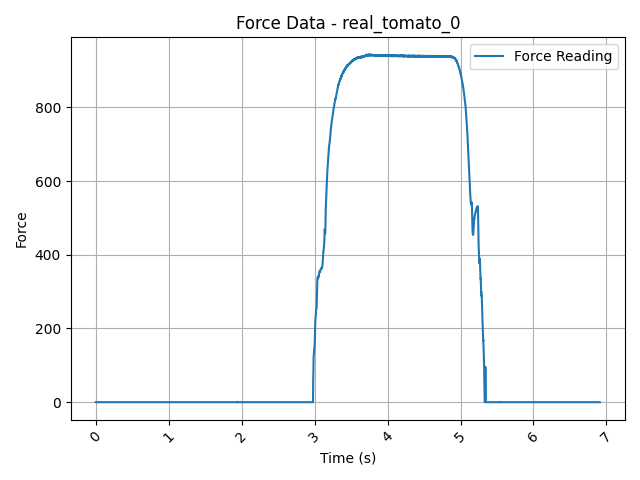 Force Data - real_tomato_0
Force Reading
Force
800
600
400
200
0
0 1 2 3 4 5 6 7
Time (s)